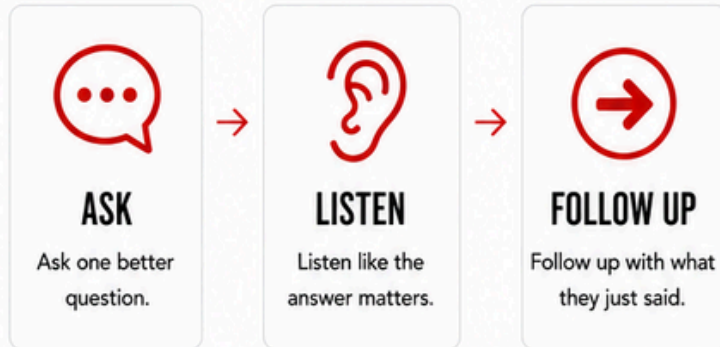 ASK
Ask one better
question.
LISTEN
Listen like the
answer matters.
FOLLOW UP
Follow up with what
they just said.